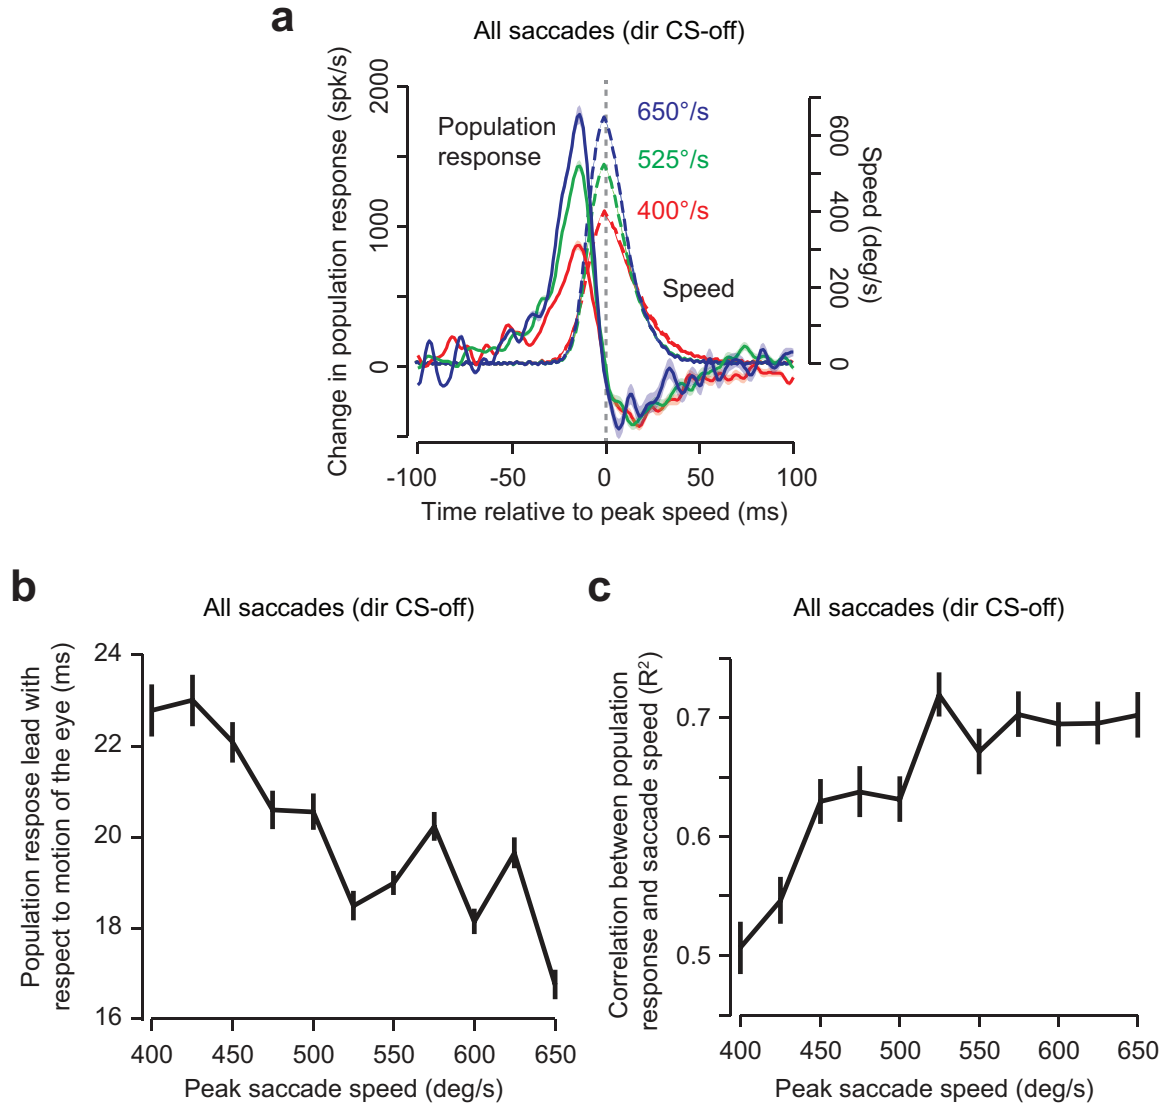 a
All saccades (dir CS-off)
Change in population response (spk/s)
2000
1000
0
Population
response
650°/s
525°/s
400°/s
Speed
600
400
200
0
Speed (deg/s)
-100 -50 0 50 100
Time relative to peak speed (ms)
b
All saccades (dir CS-off)
Population respose lead with
respect to motion of the eye (ms)
24
22
20
18
16
400 450 500 550 600 650
Peak saccade speed (deg/s)
c
All saccades (dir CS-off)
Correlation between population
response and saccade speed (R²)
0.7
0.6
0.5
400 450 500 550 600 650
Peak saccade speed (deg/s)